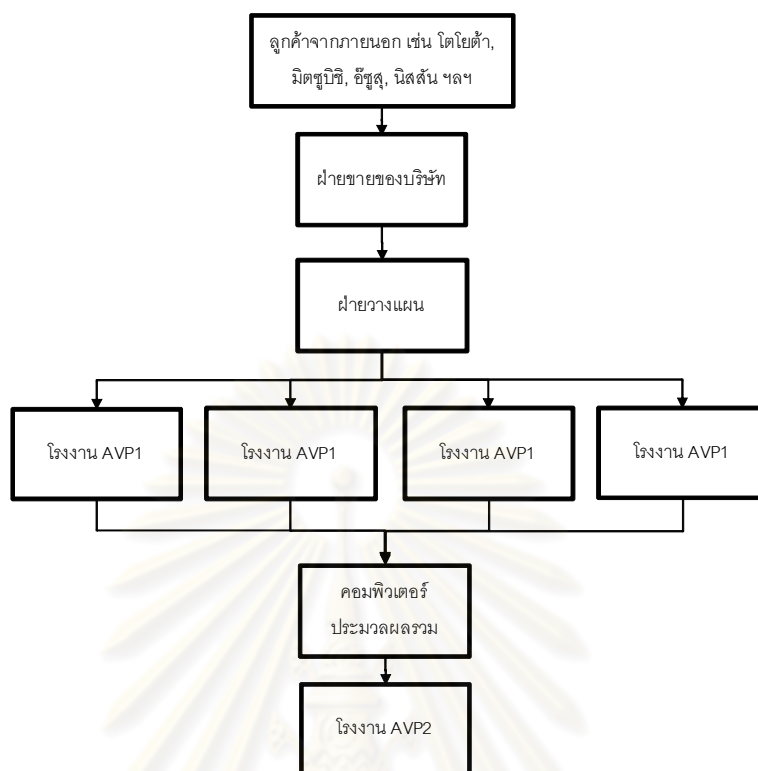 ลูกค้าจากภายนอก เช่น โตโยต้า,
มิตซูบิชิ, อีซูสุ, นิสสัน ฯลฯ
ฝ่ายขายของบริษัท
ฝ่ายวางแผน
โรงงาน AVP1
โรงงาน AVP1
โรงงาน AVP1
โรงงาน AVP1
คอมพิวเตอร์
ประมวลผลรวม
โรงงาน AVP2